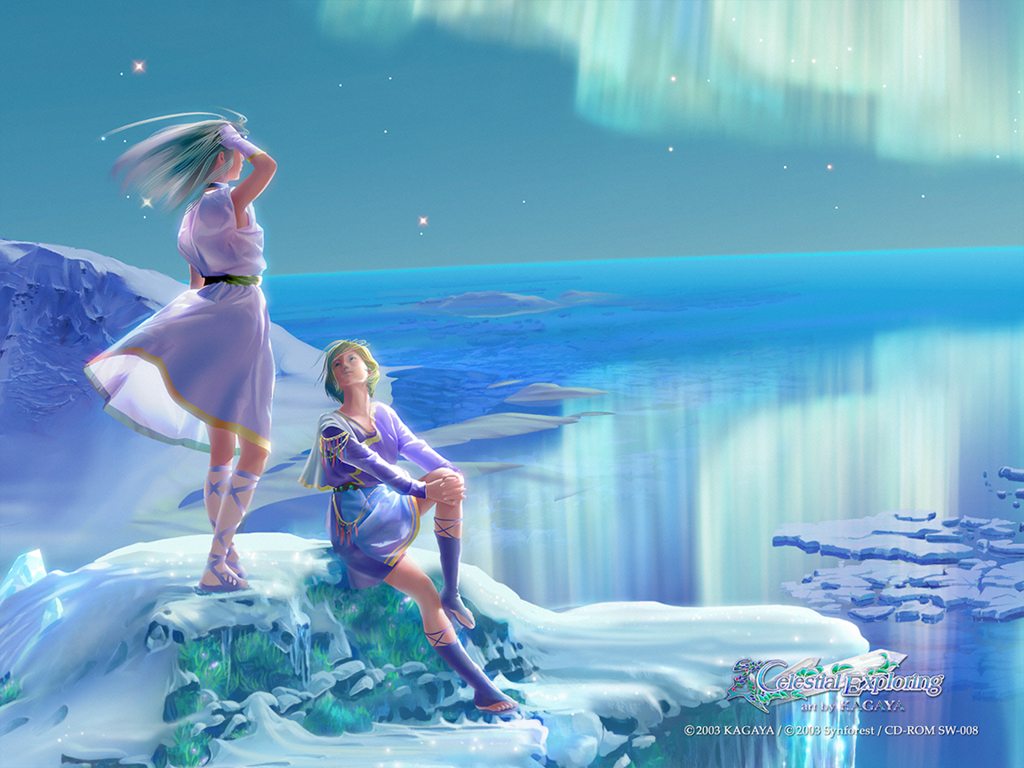 Celestial Exploring
art by KAGAYA
©2003 KAGAYA / ©2003 Synforest / CD-ROM SW-008